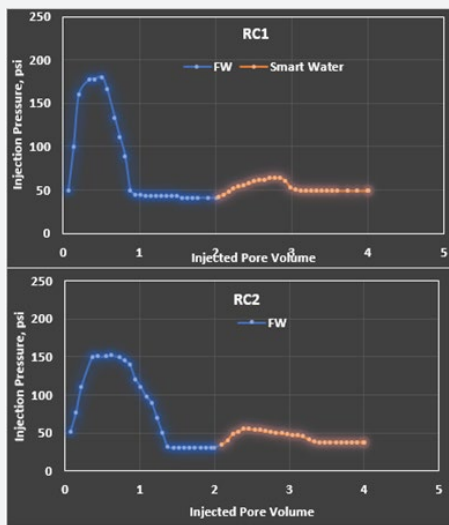 RC1
FW Smart Water
Injection Pressure, psi
250
200
150
100
50
0
0 1 2 3 4 5
Injected Pore Volume
RC2
FW
Injection Pressure, psi
250
200
150
100
50
0
0 1 2 3 4 5
Injected Pore Volume